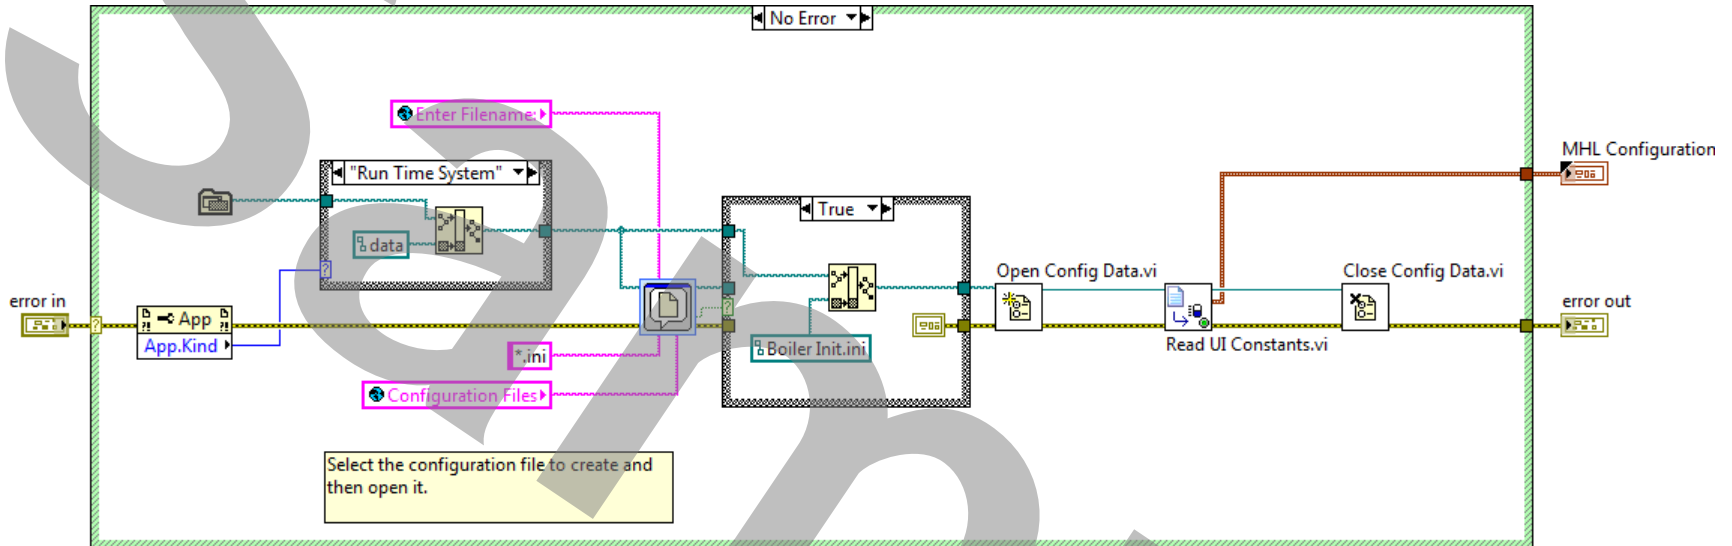 No Error
Enter Filename:
MHL Configuration
"Run Time System"
True
data
Open Config Data.vi
Close Config Data.vi
error in
App
error out
App.Kind
Read UI Constants.vi
*.ini
Boiler Init.ini
Configuration Files
Select the configuration file to create and
then open it.